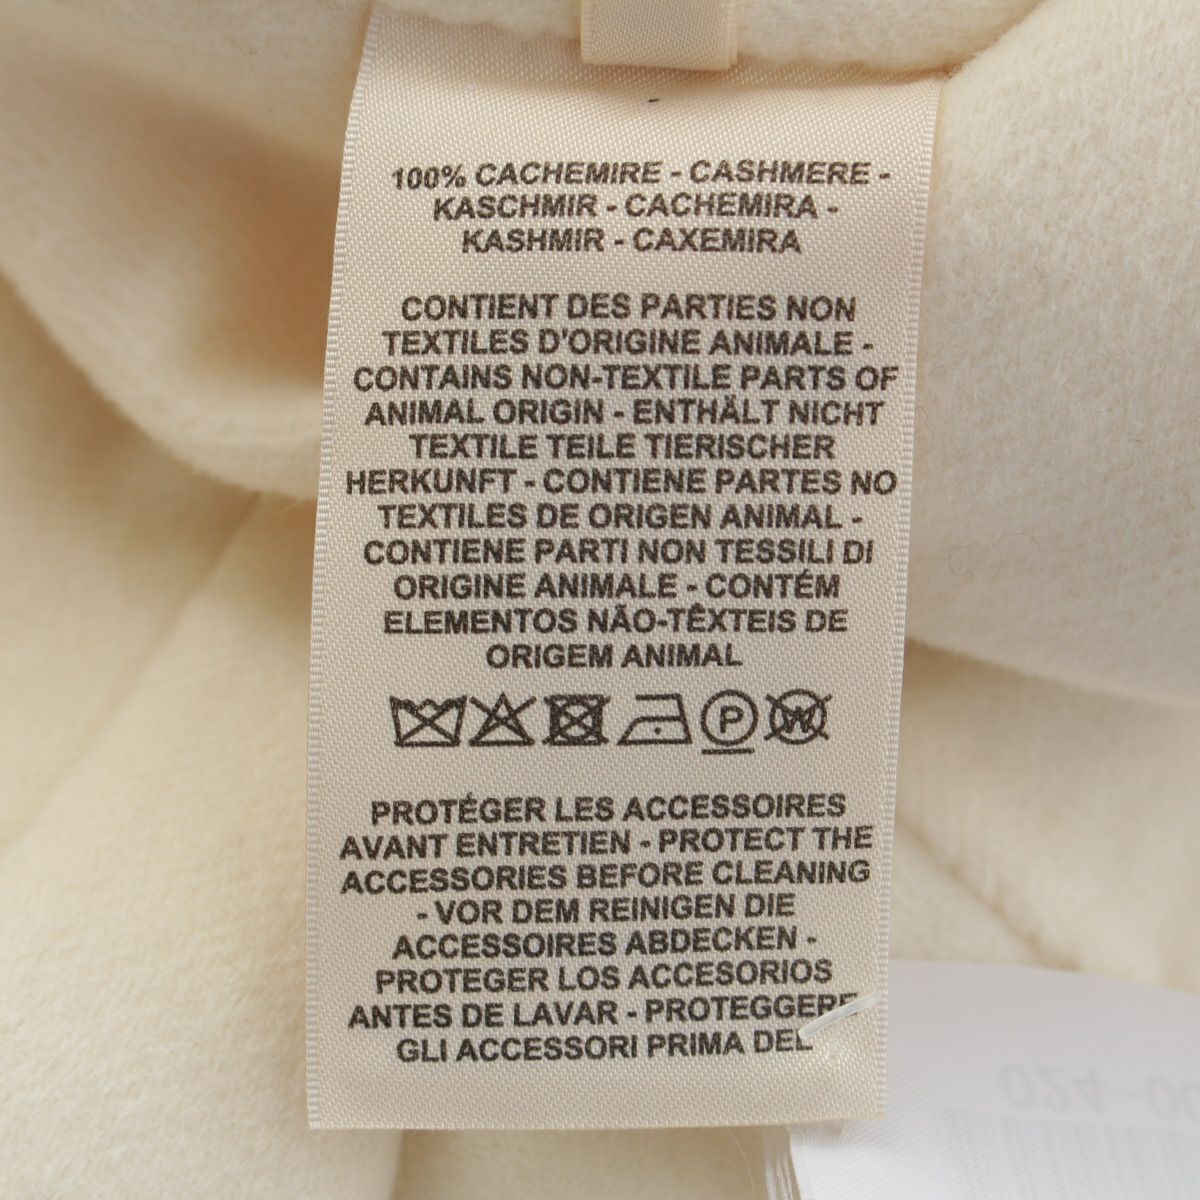 100% CACHEMIRE - CASHMERE -
KASCHMIR - CACHEMIRA -
KASHMIR - CAXEMIRA
CONTIENT DES PARTIES NON
TEXTILES D'ORIGINE ANIMALE -
CONTAINS NON-TEXTILE PARTS OF
ANIMAL ORIGIN - ENTHÄLT NICHT
TEXTILE TEILE TIERISCHER
HERKUNFT - CONTIENE PARTES NO
TEXTILES DE ORIGEN ANIMAL -
CONTIENE PARTI NON TESSILI DI
ORIGINE ANIMALE - CONTÉM
ELEMENTOS NÃO-TÊXTEIS DE
ORIGEM ANIMAL
P W
PROTÉGER LES ACCESSOIRES
AVANT ENTRETIEN - PROTECT THE
ACCESSORIES BEFORE CLEANING
- VOR DEM REINIGEN DIE
ACCESSOIRES ABDECKEN -
PROTEGER LOS ACCESORIOS
ANTES DE LAVAR - PROTEGGERE
GLI ACCESSORI PRIMA DEL